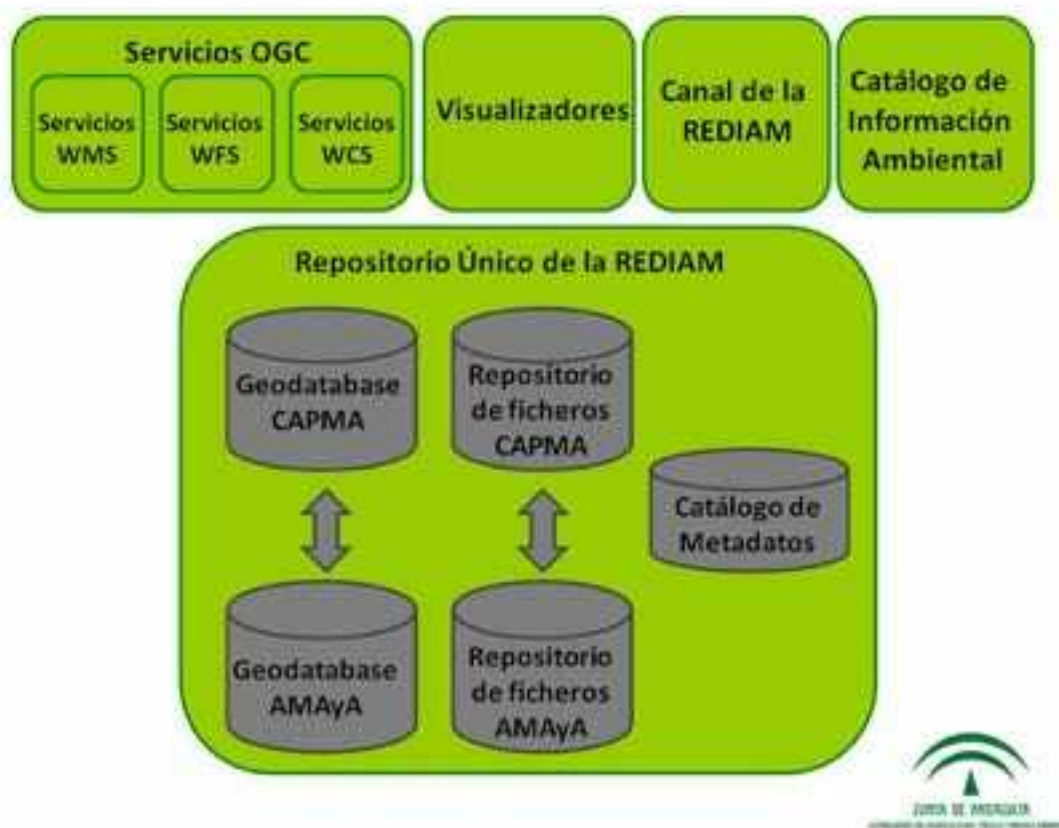 Servicios OGC
Servicios
WMS
Servicios
WFS
Servicios
WCS
Visualizadores
Canal de la
REDIAM
Catálogo de
Información
Ambiental
Repositorio Único de la REDIAM
Geodatabase
CAPMA
Repositorio
de ficheros
CAPMA
Catálogo de
Metadatos
Geodatabase
AMAyA
Repositorio
de ficheros
AMAyA
JUNTA DE ANDALUCIA